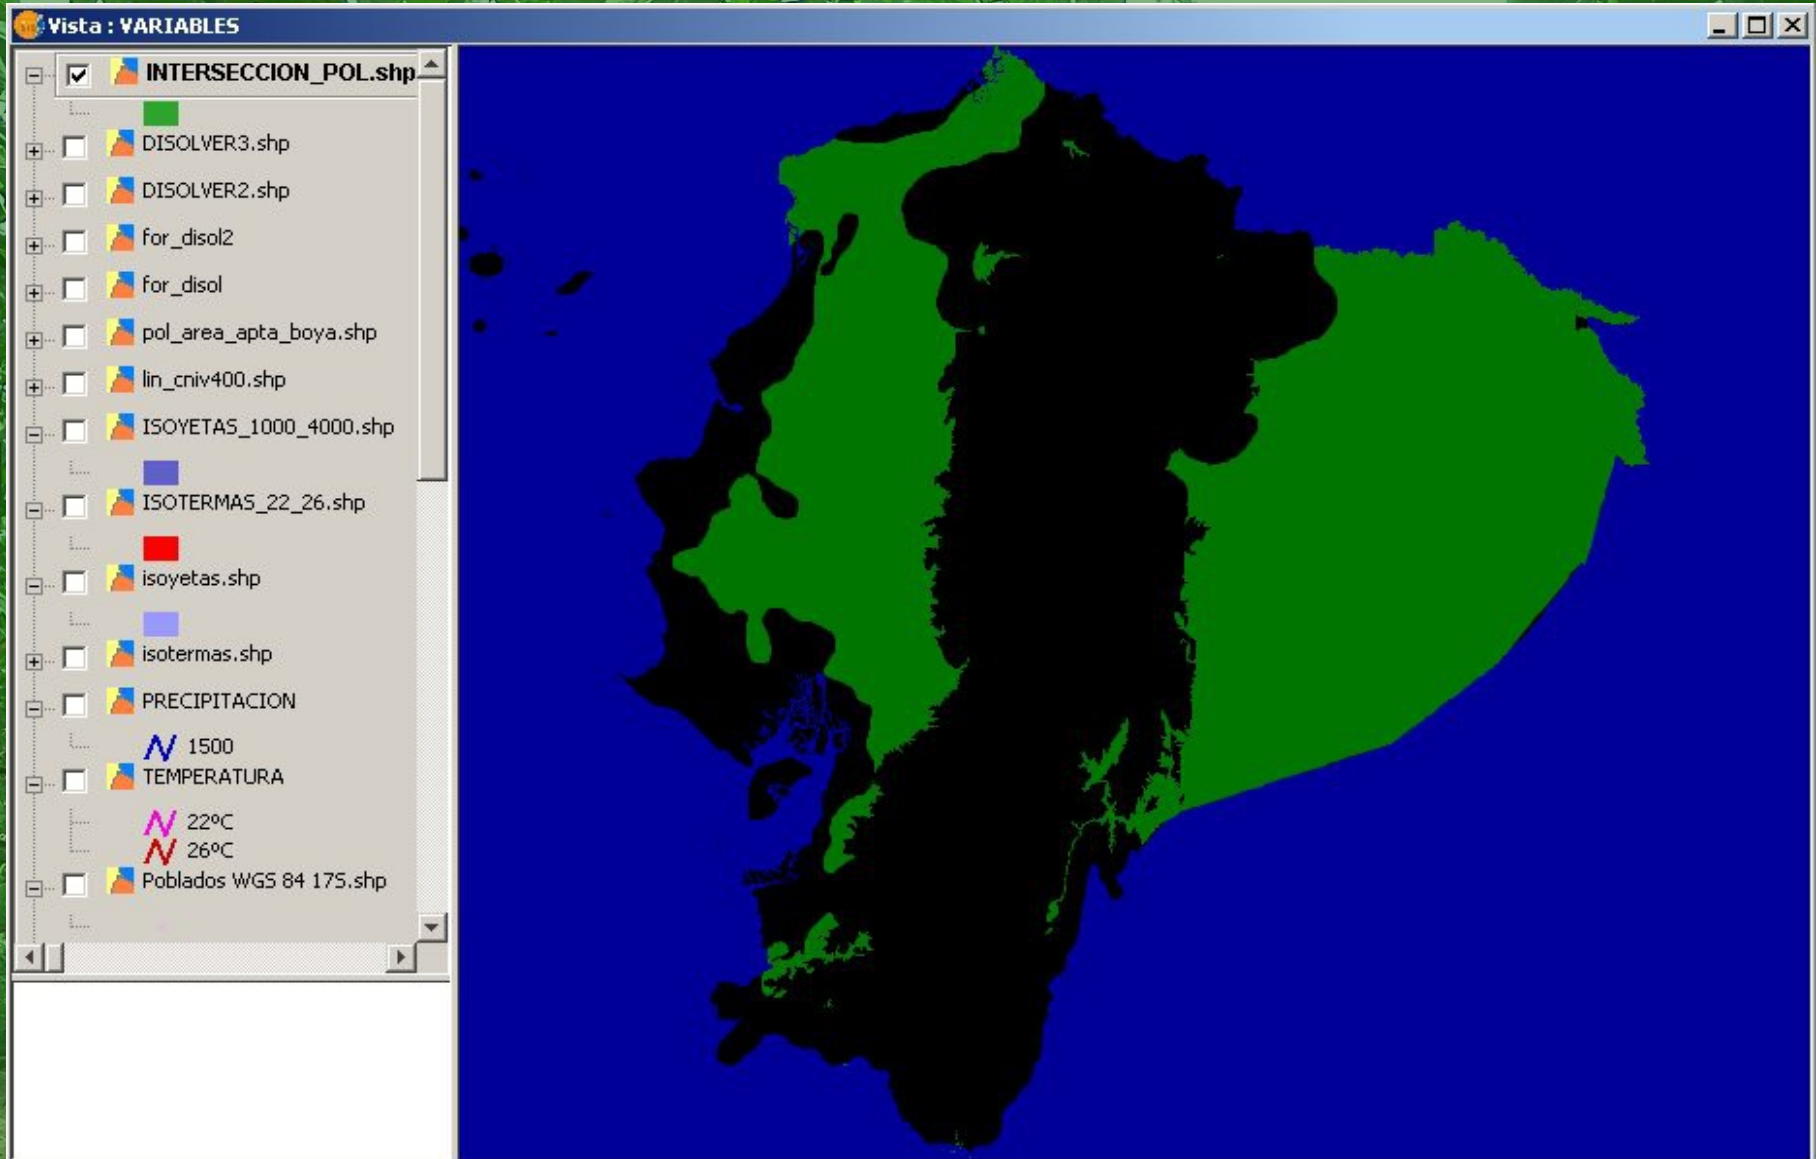 Vista : VARIABLES
INTERSECCION_POL.shp
DISOLVER3.shp
DISOLVER2.shp
for_disol2
for_disol
pol_area_apta_boya.shp
lin_cniv400.shp
ISOYETAS_1000_4000.shp
ISOTERMAS_22_26.shp
isoyetas.shp
isotermas.shp
PRECIPITACION
1500
TEMPERATURA
22ºC
26ºC
Poblados WGS 84 17S.shp